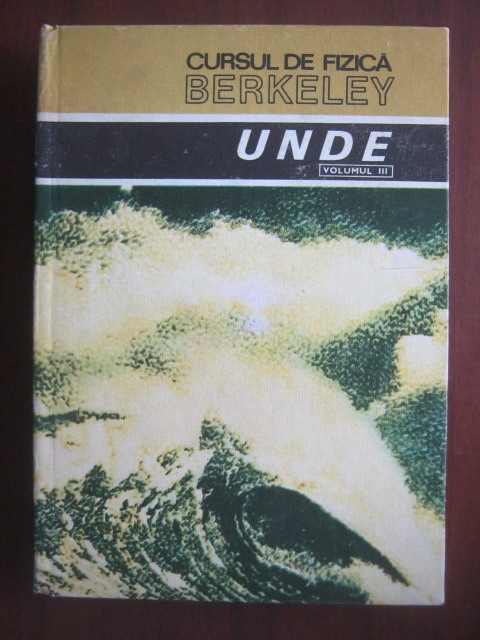 CURSUL DE FIZICĂ
BERKELEY
UNDE
VOLUMUL III